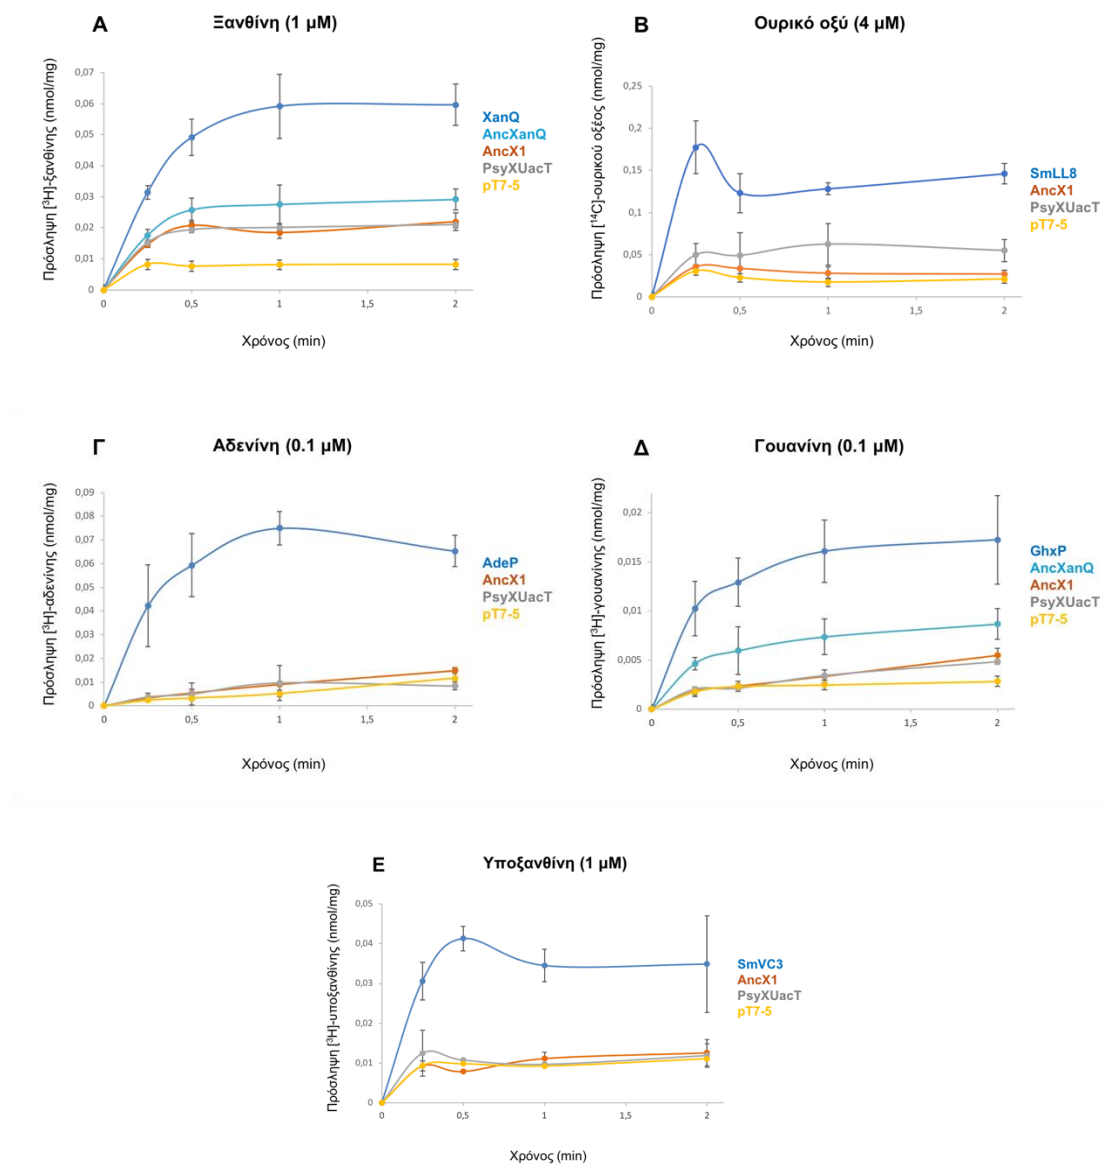 Α
Ξανθίνη (1 μM)
Πρόσληψη [³H]-ξανθίνης (nmol/mg)
0,07
0,06
0,05
0,04
0,03
0,02
0,01
0
0
0,5
1
1,5
2
Χρόνος (min)
XanQ
AncXanQ
AncX1
PsyXUacT
pT7-5
Β
Ουρικό οξύ (4 μM)
Πρόσληψη [¹⁴C]-ουρικού οξέος (nmol/mg)
0,25
0,2
0,15
0,1
0,05
0
0
0,5
1
1,5
2
Χρόνος (min)
SmLL8
AncX1
PsyXUacT
pT7-5
Γ
Αδενίνη (0.1 μM)
Πρόσληψη [³H]-αδενίνης (nmol/mg)
0,09
0,08
0,07
0,06
0,05
0,04
0,03
0,02
0,01
0
0
0,5
1
1,5
2
Χρόνος (min)
AdeP
AncX1
PsyXUacT
pT7-5
Δ
Γουανίνη (0.1 μM)
Πρόσληψη [³H]-γουανίνης (nmol/mg)
0,02
0,015
0,01
0,005
0
0
0,5
1
1,5
2
Χρόνος (min)
GhxP
AncXanQ
AncX1
PsyXUacT
pT7-5
Ε
Υποξανθίνη (1 μM)
Πρόσληψη [³H]-υποξανθίνης (nmol/mg)
0,05
0,04
0,03
0,02
0,01
0
0
0,5
1
1,5
2
Χρόνος (min)
SmVC3
AncX1
PsyXUacT
pT7-5